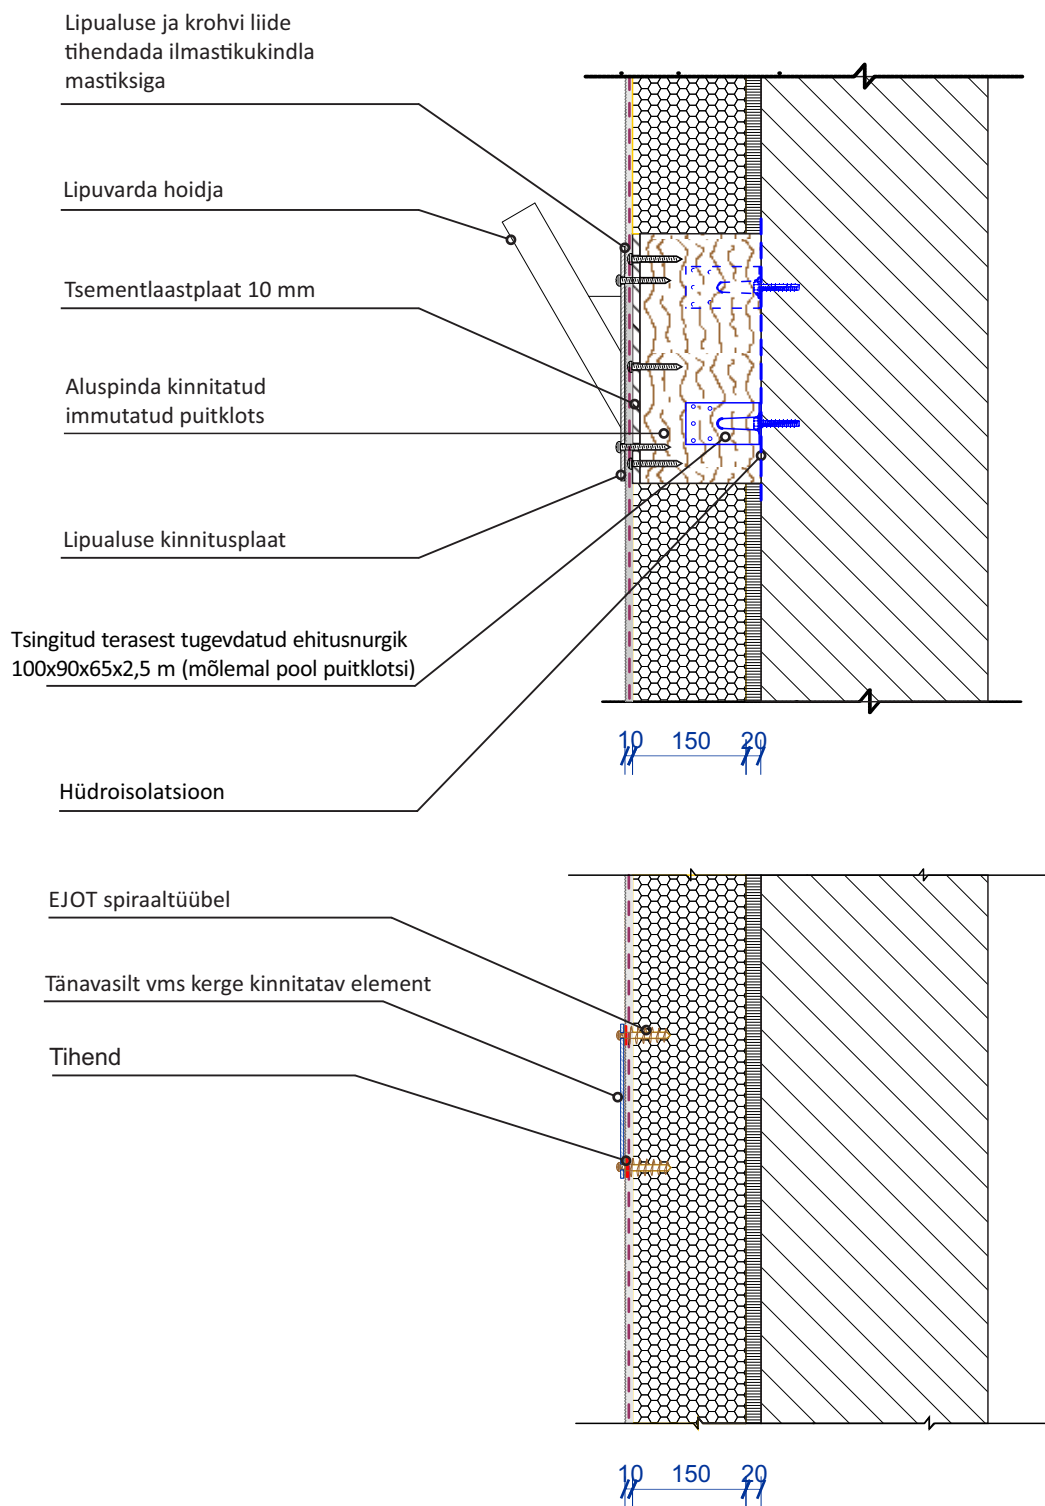 Lipualuse ja krohvi liide
tihendada ilmastikukindla
mastiksiga
Lipuvarda hoidja
Tsementlaastplaat 10 mm
Aluspinda kinnitatud
immutatud puitklots
Lipualuse kinnitusplaat
Tsingitud terasest tugevdatud ehitusnurgik
100x90x65x2,5 m (mõlemal pool puitklotsi)
10 150 20
Hüdroisolatsioon
EJOT spiraaltüübel
Tänavasilt vms kerge kinnitatav element
Tihend
10 150 20